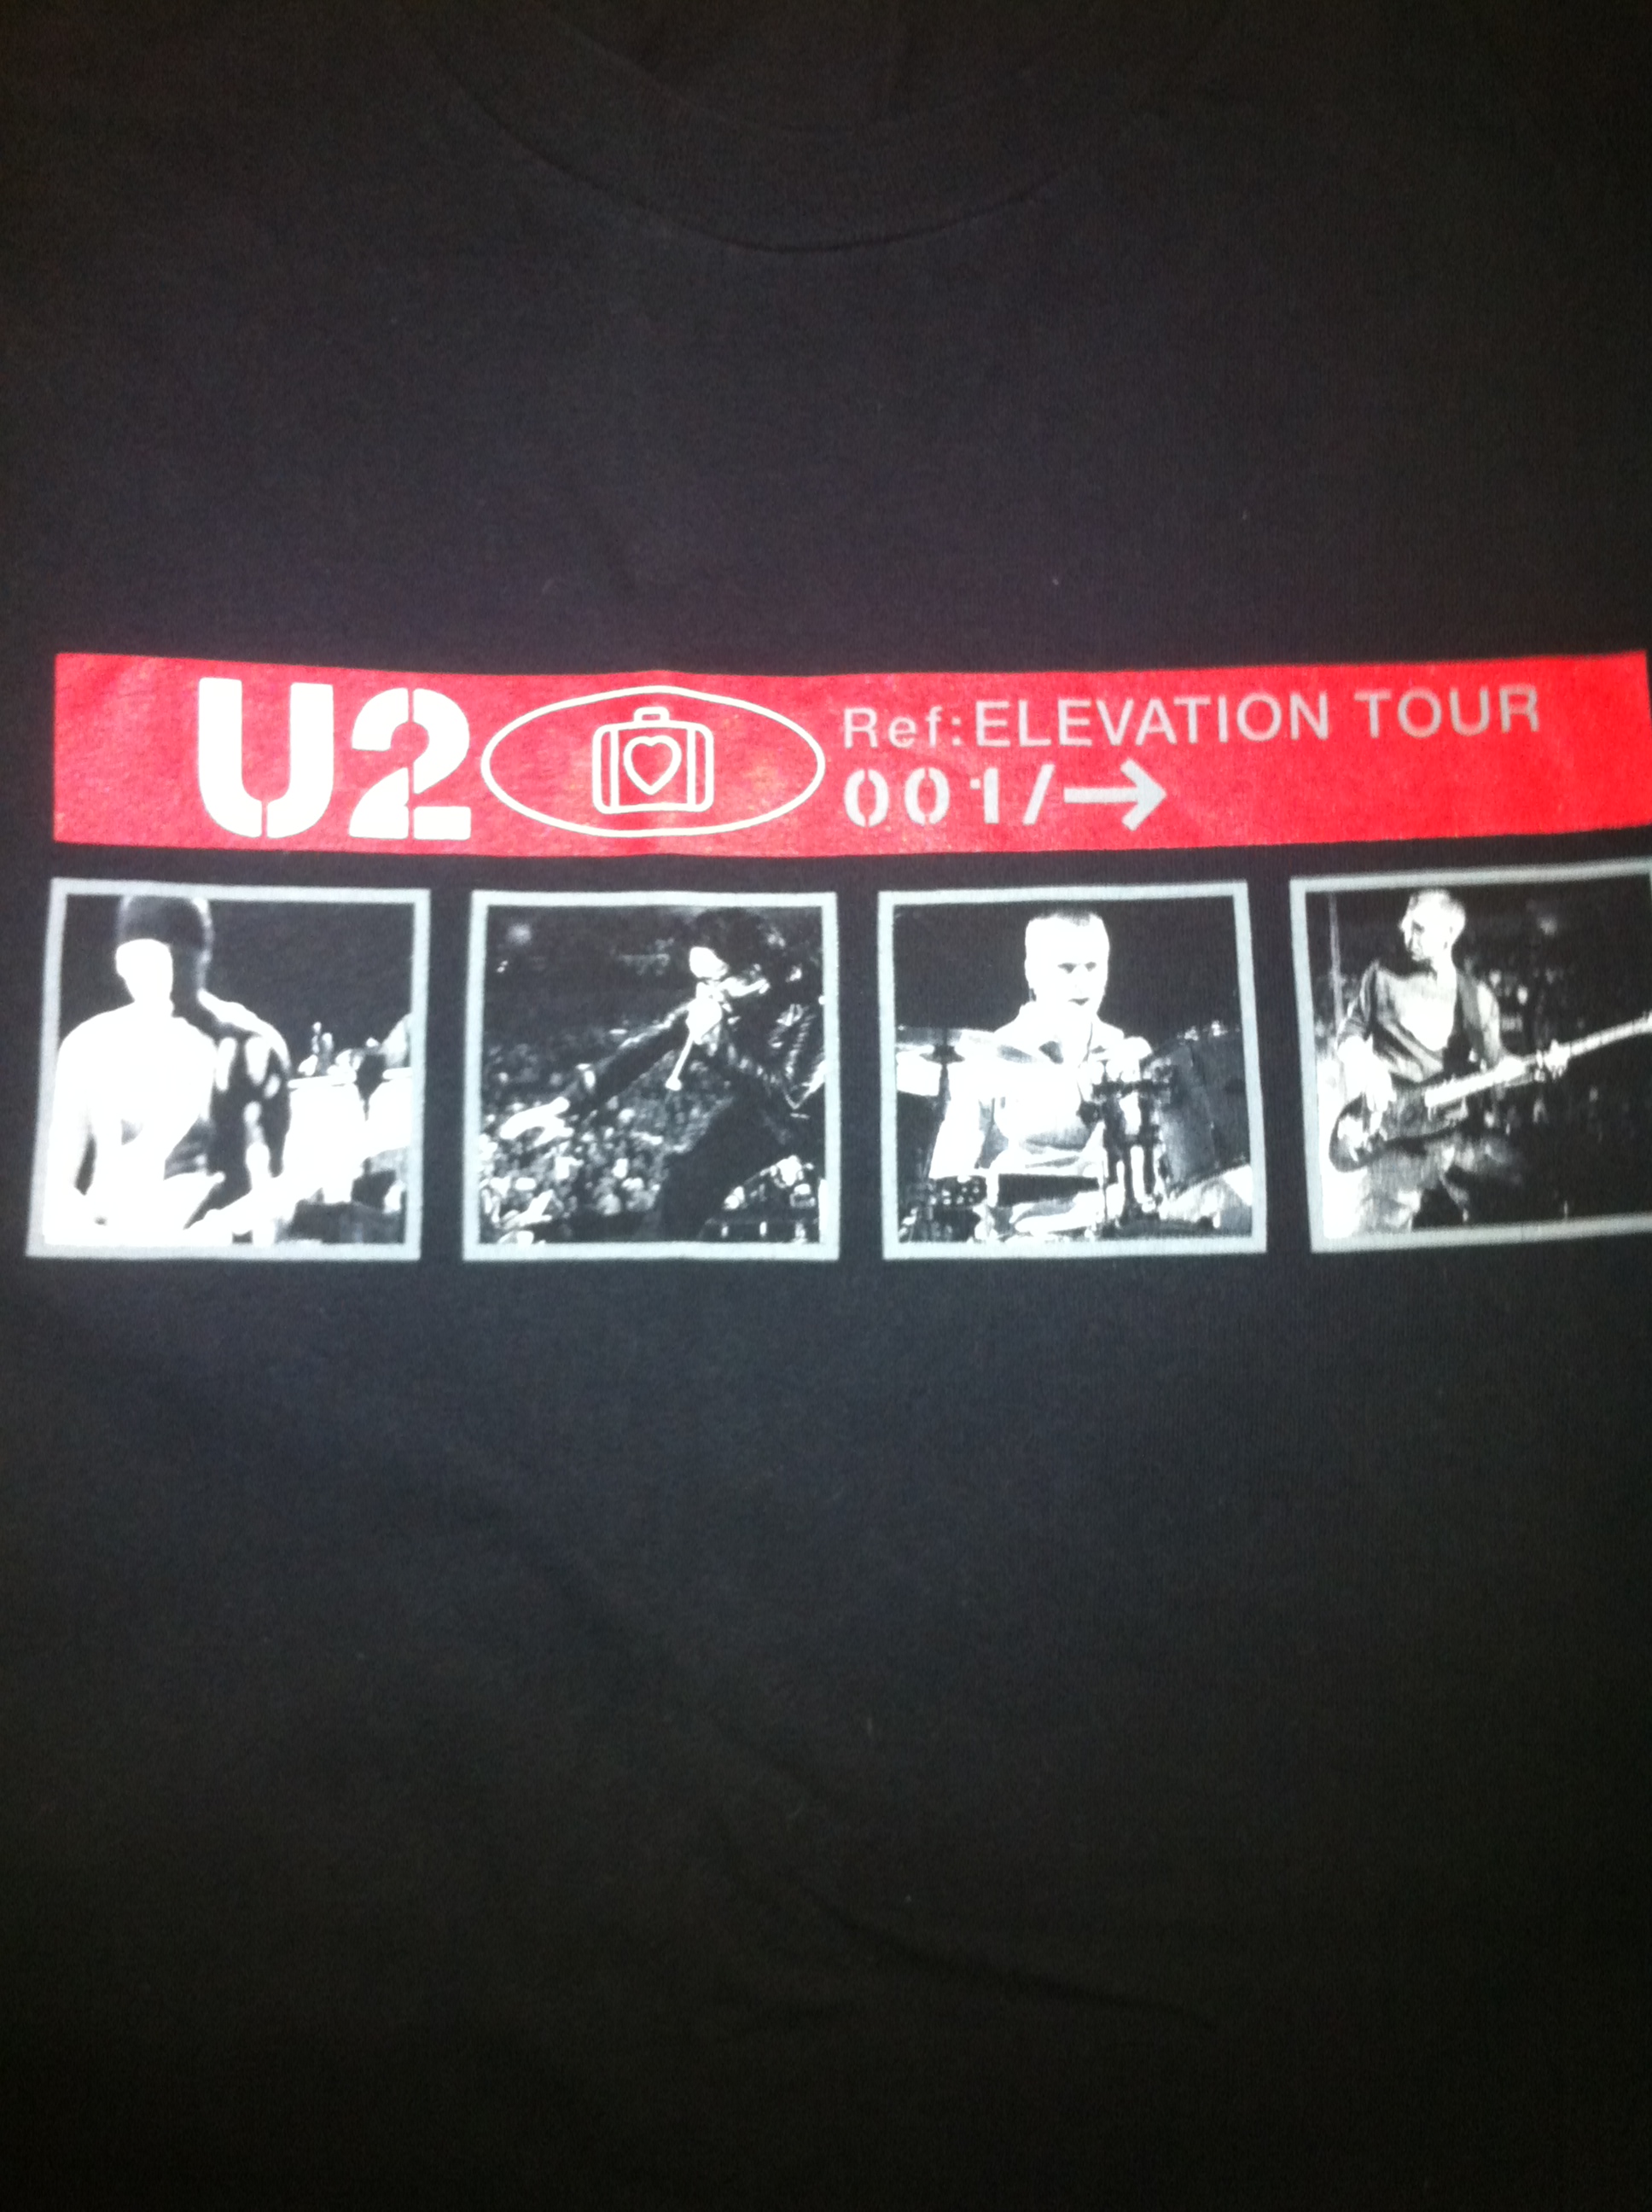 U2
Ref:ELEVATION TOUR
001/→